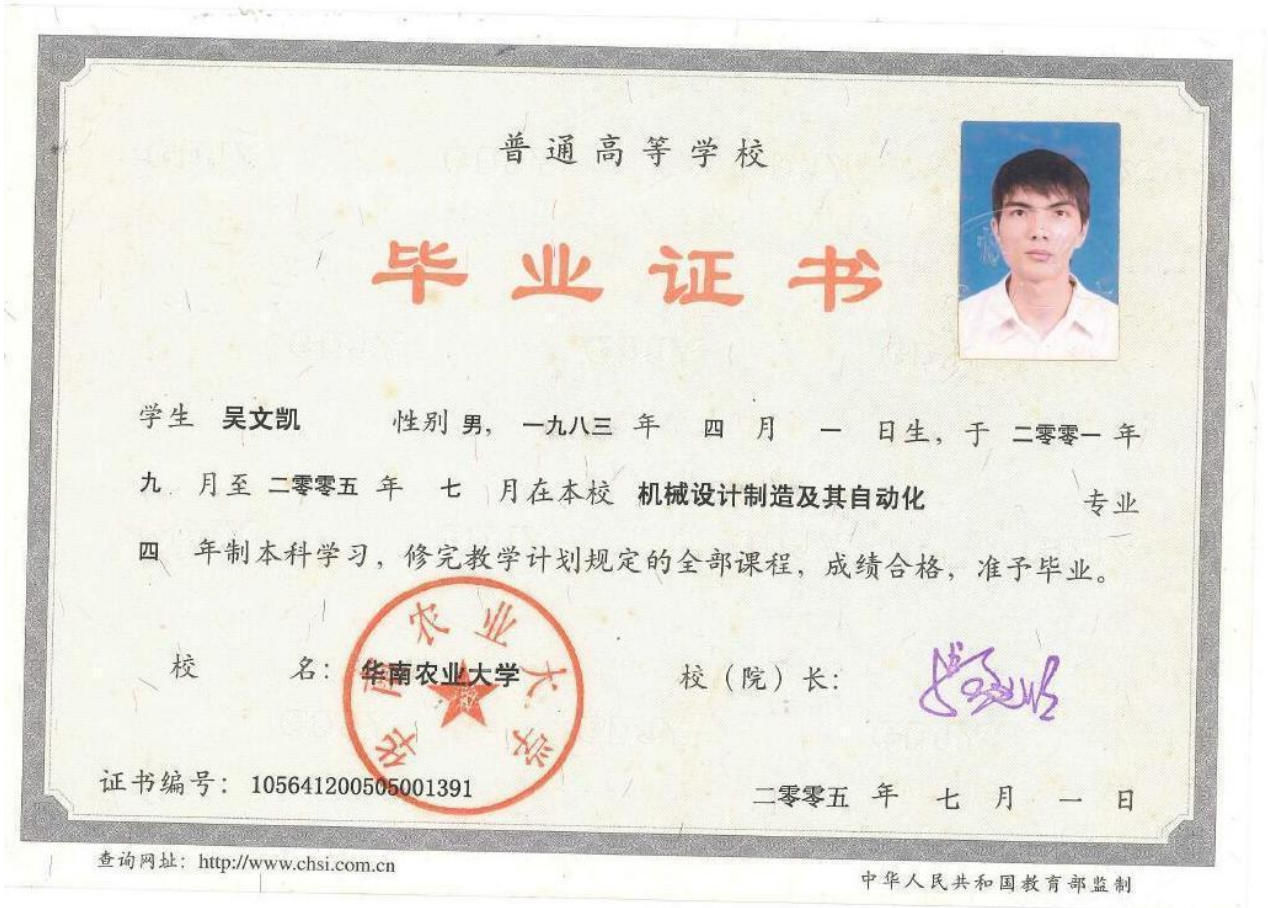 普通高等学校
毕业证书
学生 吴文凯 性别 男， 一九八三 年 四 月 一 日生，于 二零零一 年
九 月至 二零零五 年 七 月在本校 机械设计制造及其自动化 专业
四 年制本科学习，修完教学计划规定的全部课程，成绩合格，准予毕业。
华南农业大学
校 名： 华南农业大学 校（院）长：
证书编号： 105641200505001391 二零零五 年 七 月 一 日
查询网址：http://www.chsi.com.cn 中华人民共和国教育部监制